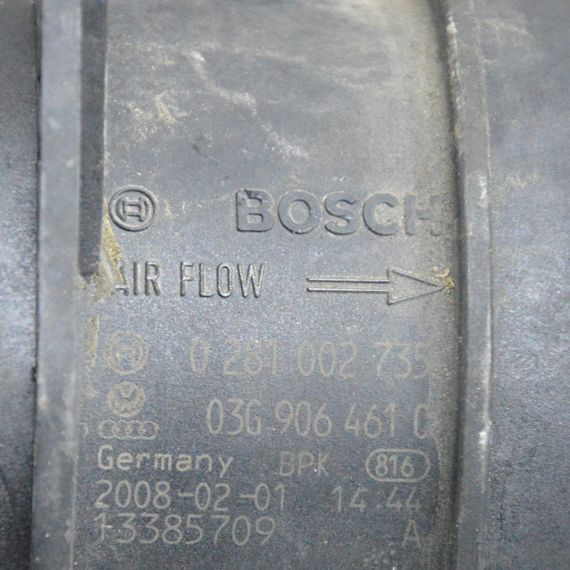 BOSCH
AIR FLOW
0 281 002 735
03G 906 461 C
Germany BPK 816
2008-02-01 14:44
13385709 A